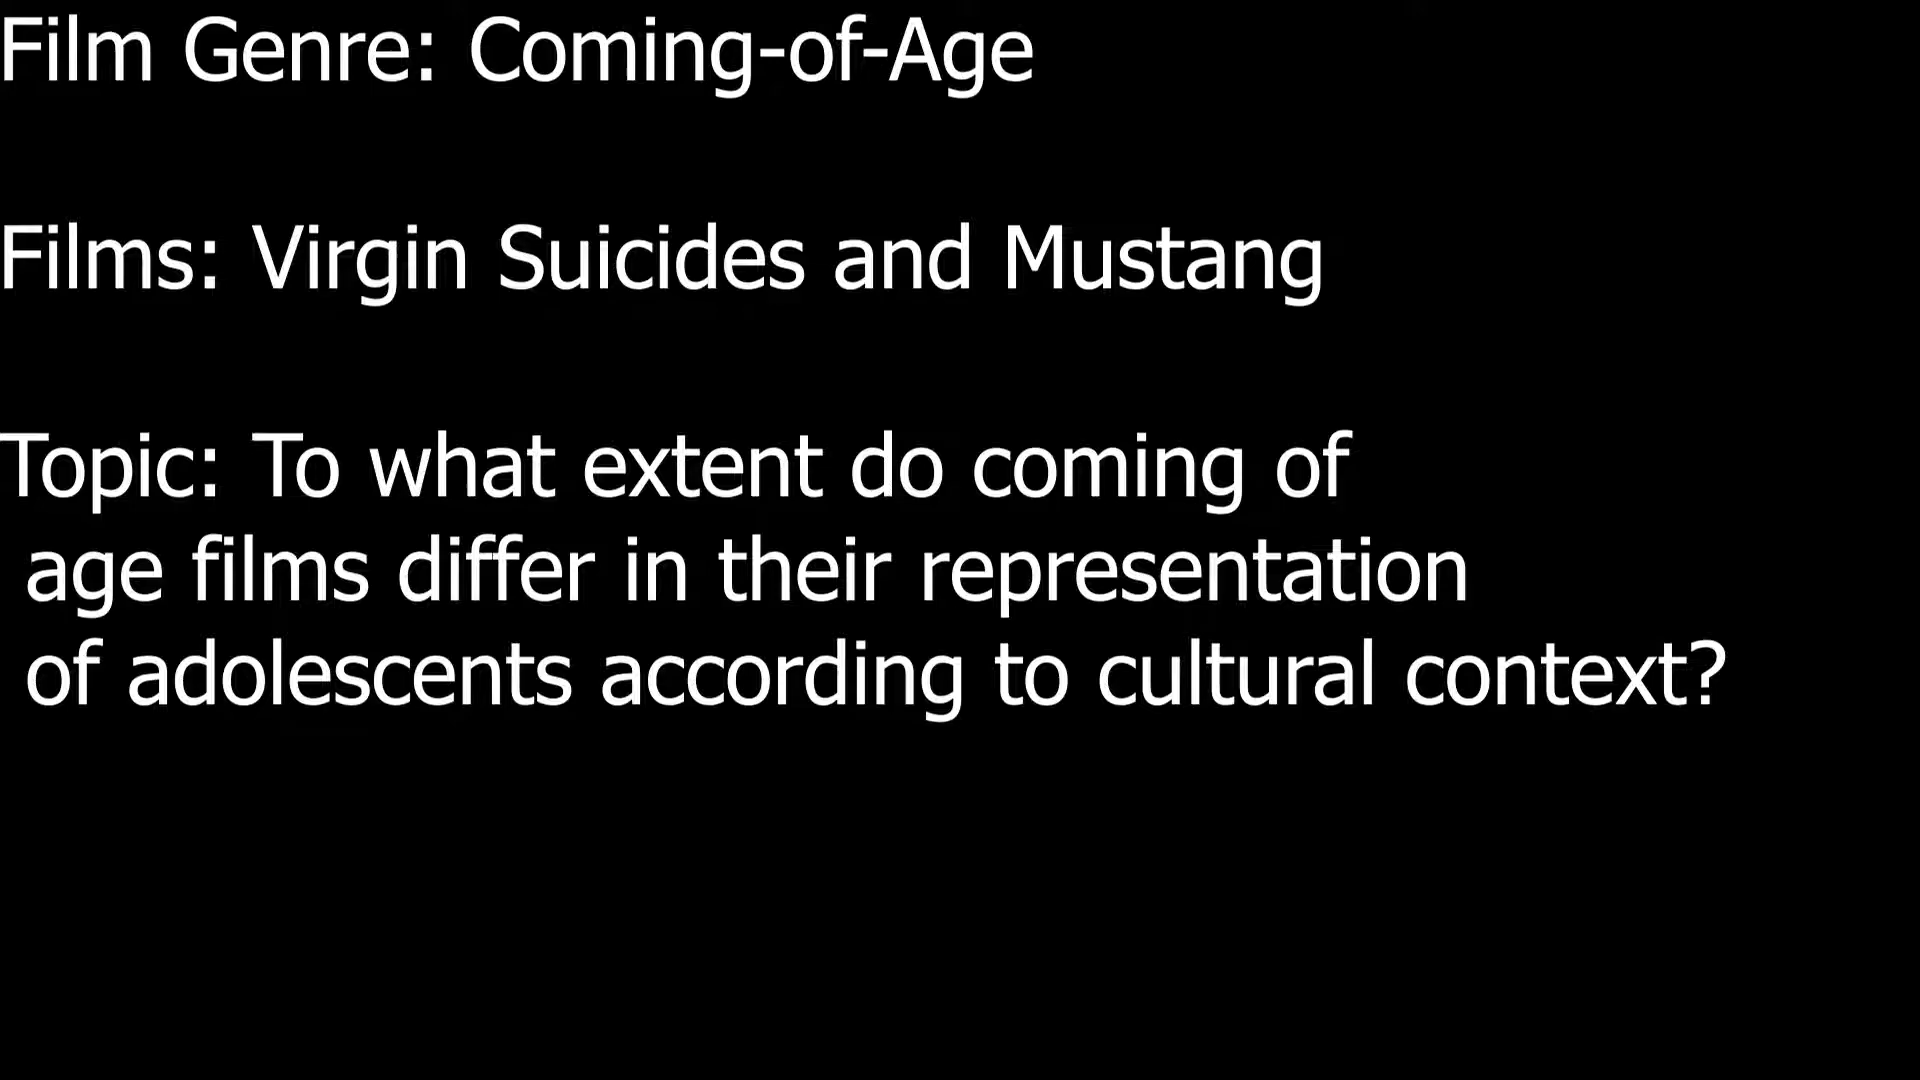 Film Genre: Coming-of-Age
Films: Virgin Suicides and Mustang
Topic: To what extent do coming of
age films differ in their representation
of adolescents according to cultural context?